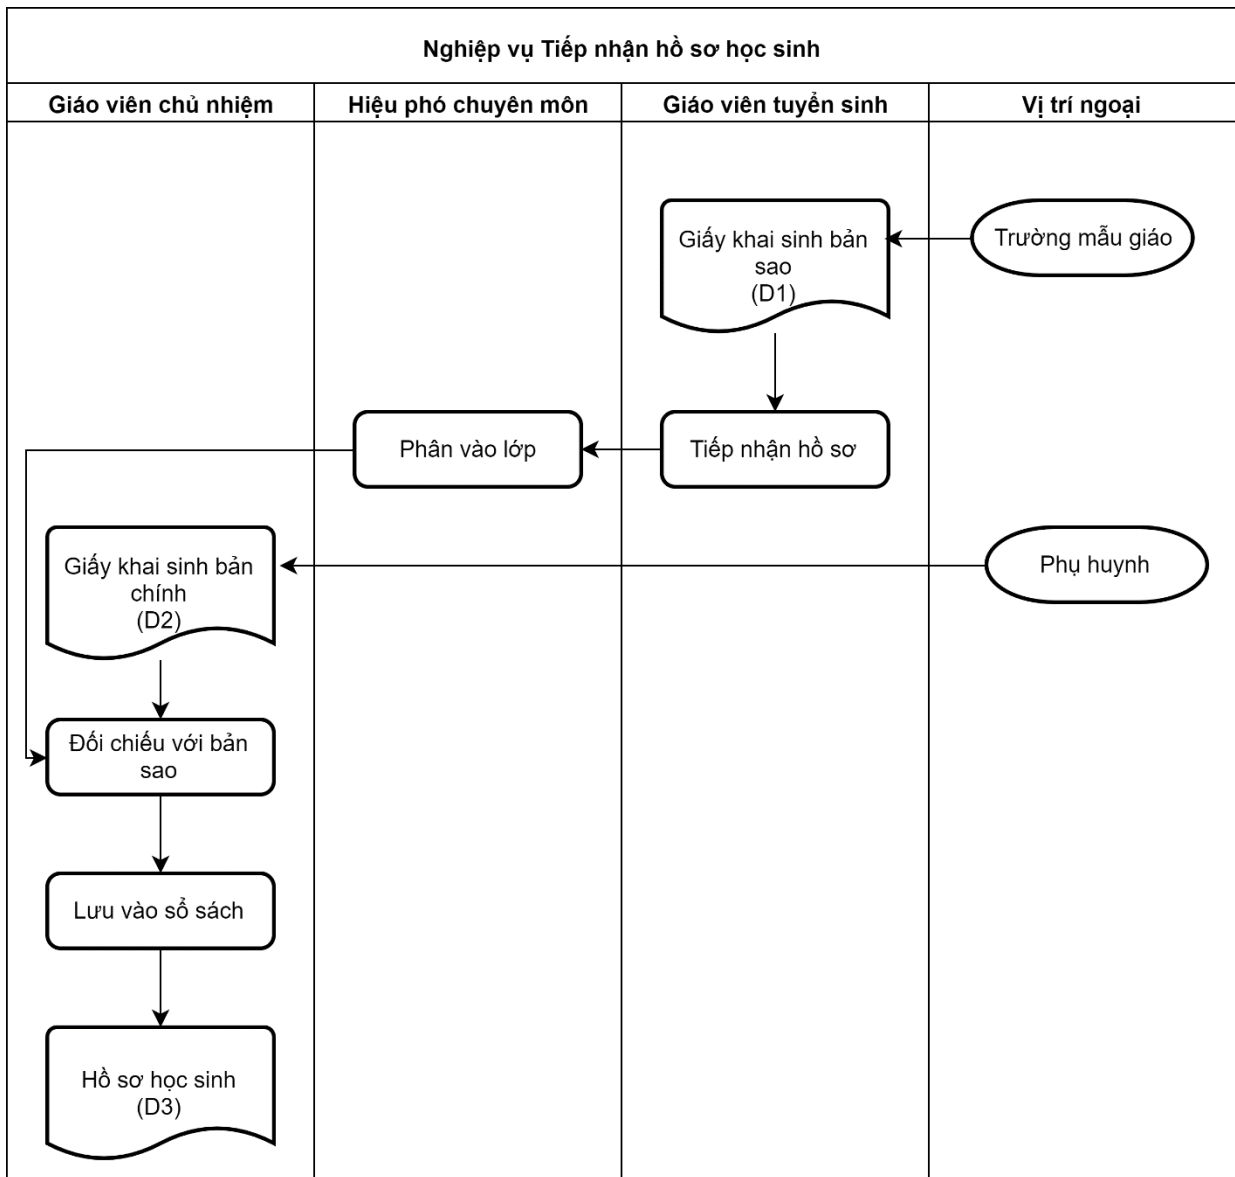 Nghiệp vụ Tiếp nhận hồ sơ học sinh
Giáo viên chủ nhiệm
Hiệu phó chuyên môn
Giáo viên tuyển sinh
Vị trí ngoại
Giấy khai sinh bản
sao
(D1)
Trường mẫu giáo
Phân vào lớp
Tiếp nhận hồ sơ
Giấy khai sinh bản
chính
(D2)
Phụ huynh
Đối chiếu với bản
sao
Lưu vào sổ sách
Hồ sơ học sinh
(D3)